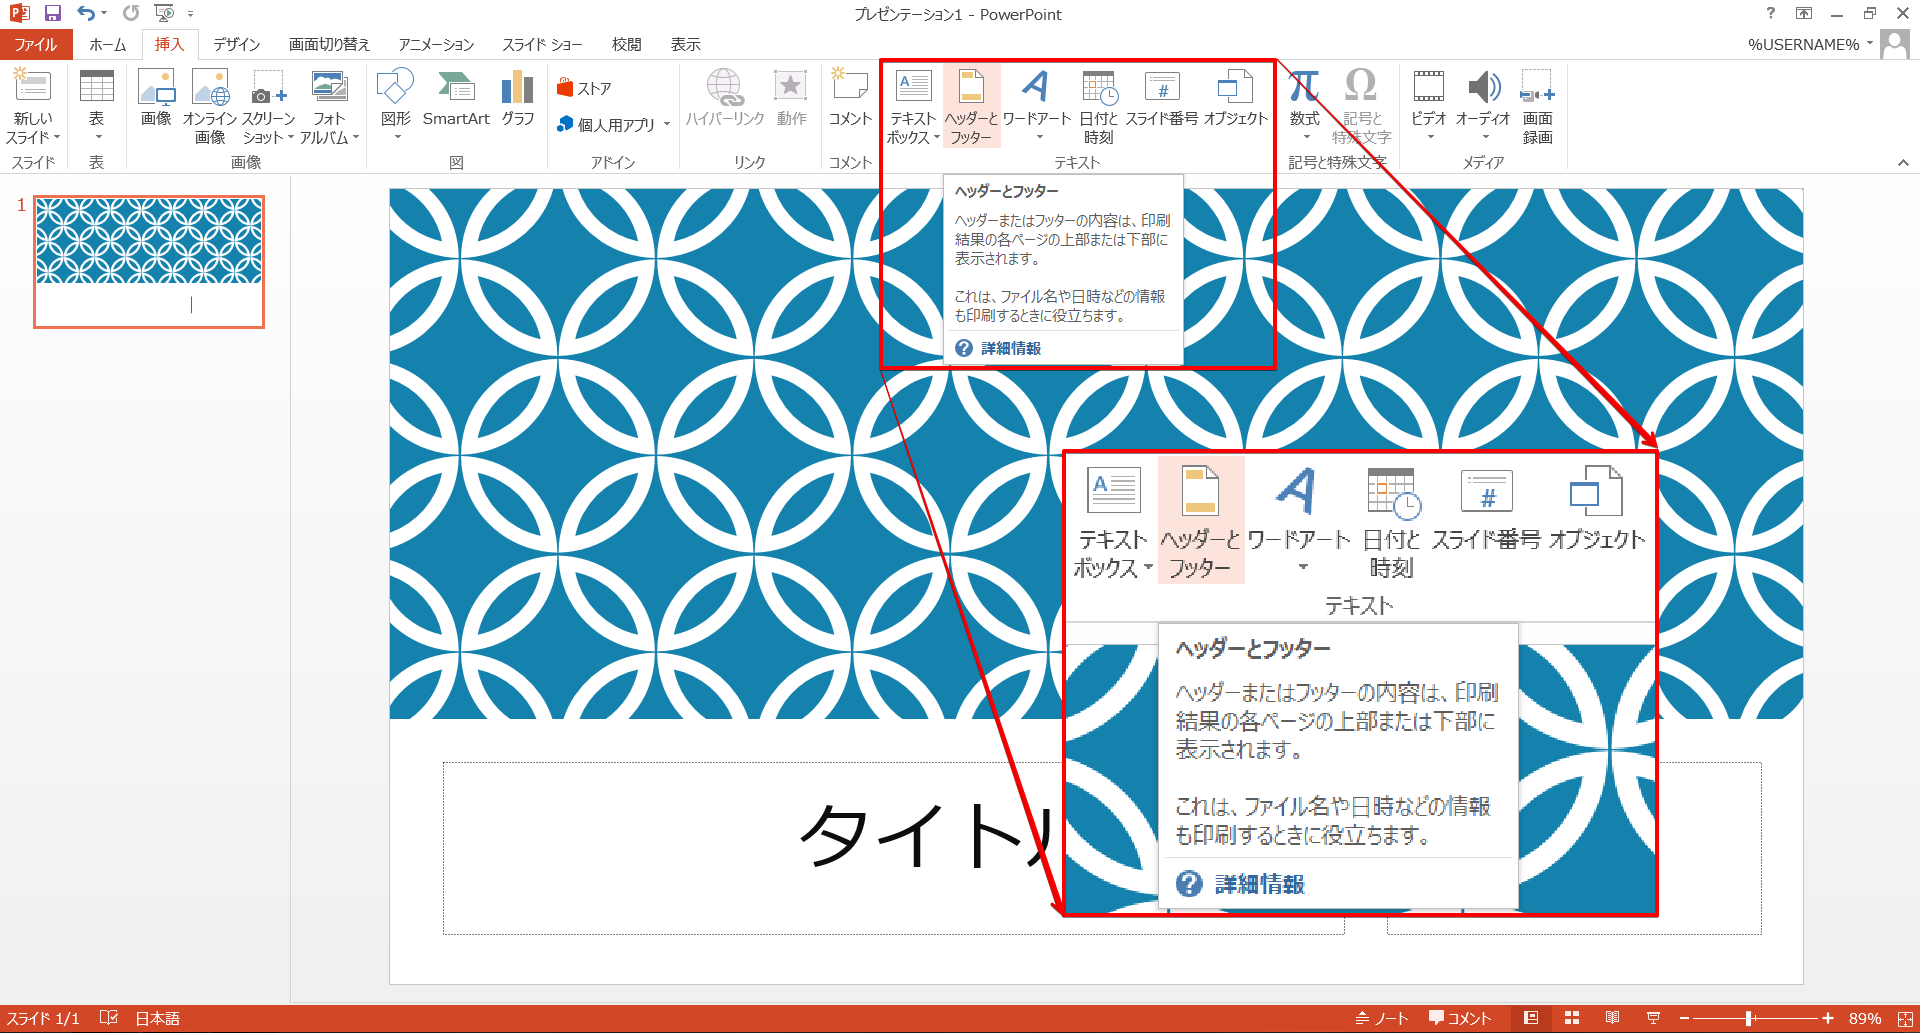 プレゼンテーション1 - PowerPoint
ファイル ホーム 挿入 デザイン 画面切り替え アニメーション スライド ショー 校閲 表示 %USERNAME%
新しい
スライド
スライド
表
表
画像
オンライン
画像
スクリーン
ショット
フォト
アルバム
画像
図形
SmartArt
グラフ
図
ストア
個人用アプリ
アドイン
ハイパーリンク
動作
リンク
コメント
コメント
テキスト
ボックス
ヘッダーと
フッター
ワードアート
日付と
時刻
スライド番号
オブジェクト
テキスト
数式
記号と
特殊文字
記号と特殊文字
ビデオ
オーディオ
画面
録画
メディア
ヘッダーとフッター
ヘッダーまたはフッターの内容は、印刷
結果の各ページの上部または下部に
表示されます。
これは、ファイル名や日時などの情報
も印刷するときに役立ちます。
詳細情報
1
テキスト
ボックス
ヘッダーと
フッター
ワードアート
日付と
時刻
スライド番号
オブジェクト
テキスト
ヘッダーとフッター
ヘッダーまたはフッターの内容は、印刷
結果の各ページの上部または下部に
表示されます。
これは、ファイル名や日時などの情報
も印刷するときに役立ちます。
詳細情報
タイトル
スライド 1/1 日本語 ノート コメント 89%